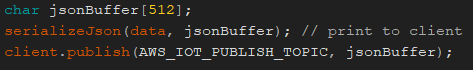 char jsonBuffer[512];
serializeJson(data, jsonBuffer); // print to client
client.publish(AWS_IOT_PUBLISH_TOPIC, jsonBuffer);